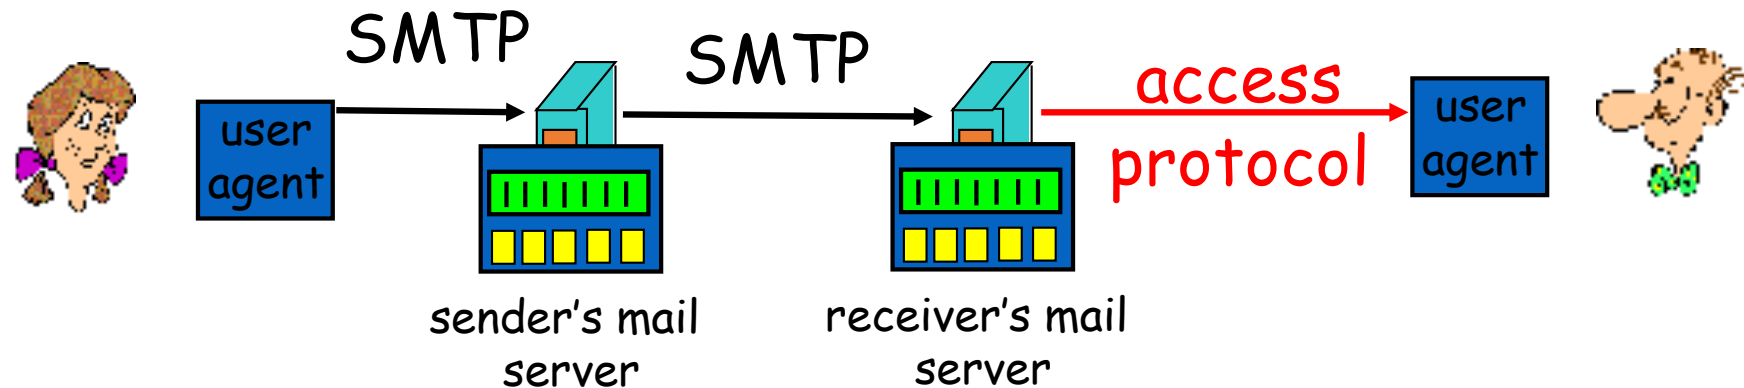 SMTP
SMTP
access
protocol
user
agent
user
agent
sender's mail
server
receiver's mail
server